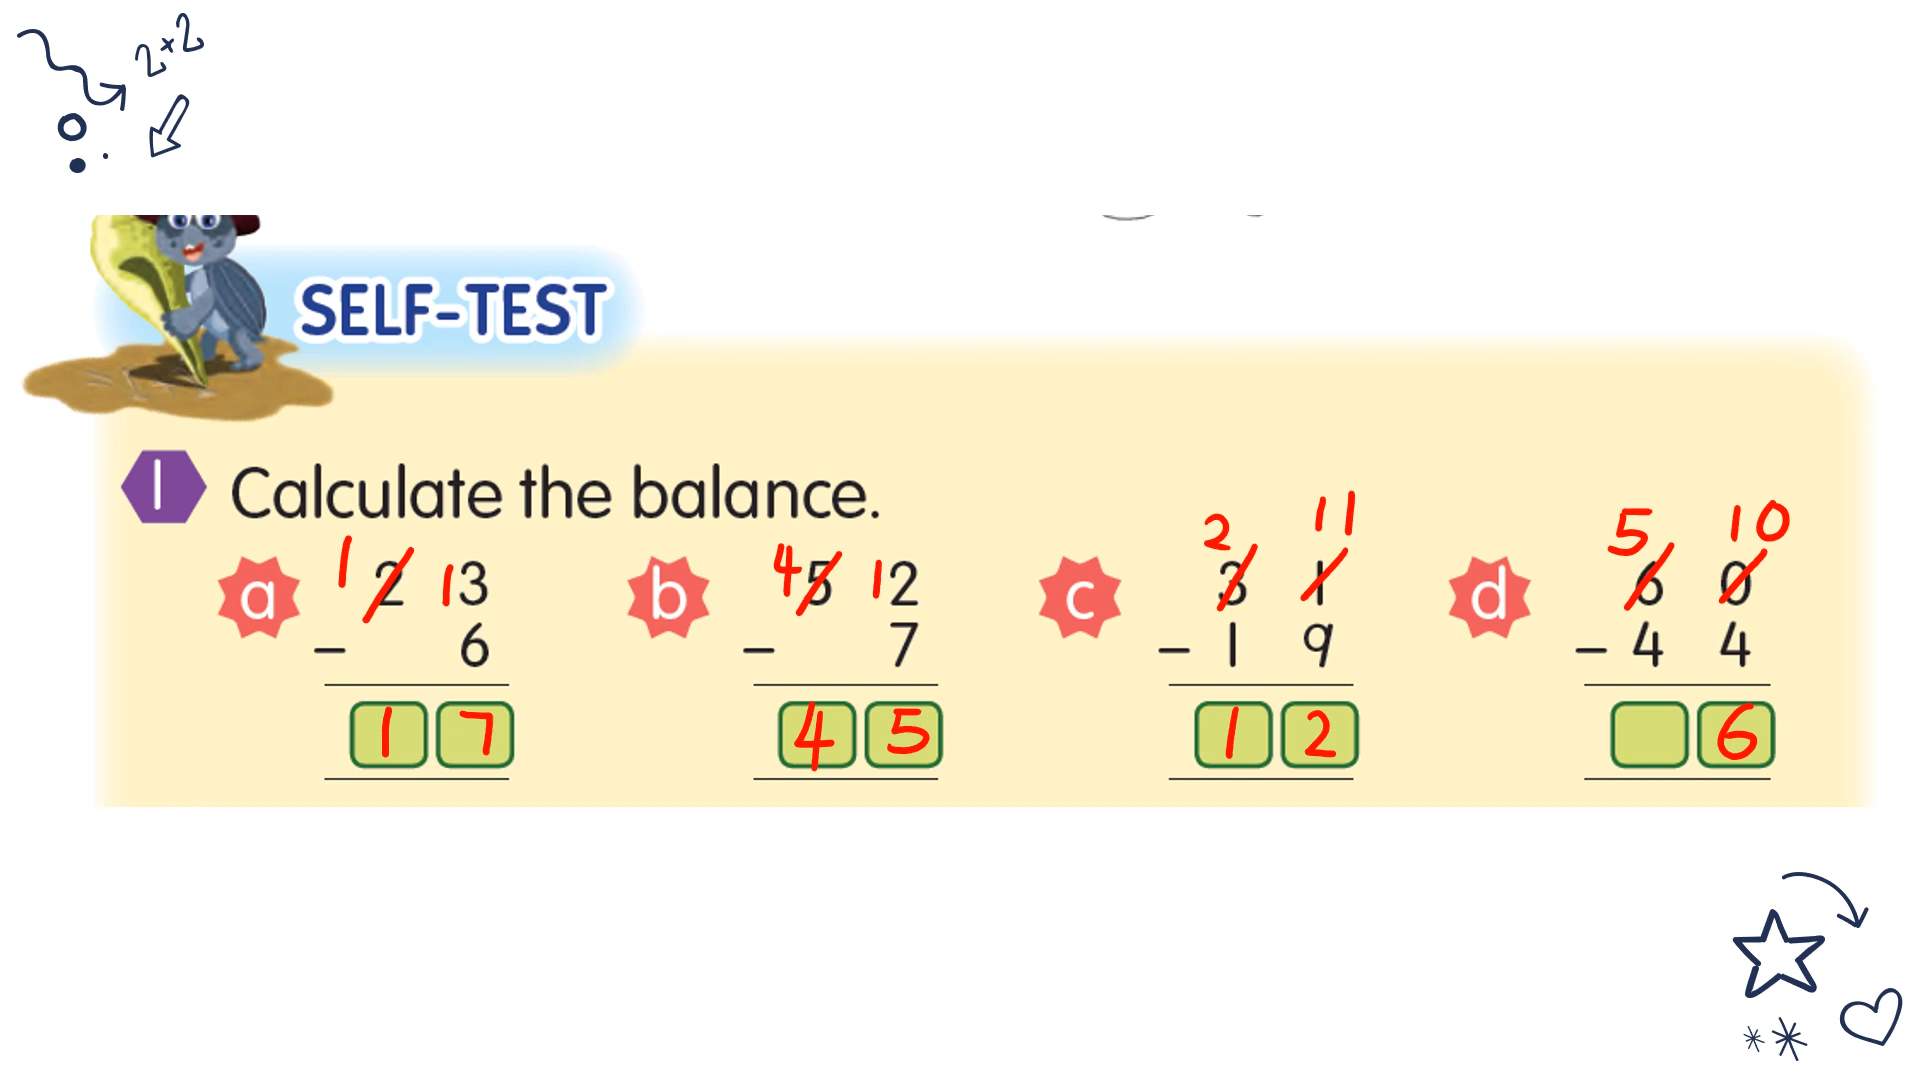 2×2
SELF-TEST
1 Calculate the balance.
2 11 5 10
a 1 2 13 b 4 5 12 c 3 1 d 6 0
− 6 − 7 − 1 9 − 4 4
1 7 4 5 1 2 6